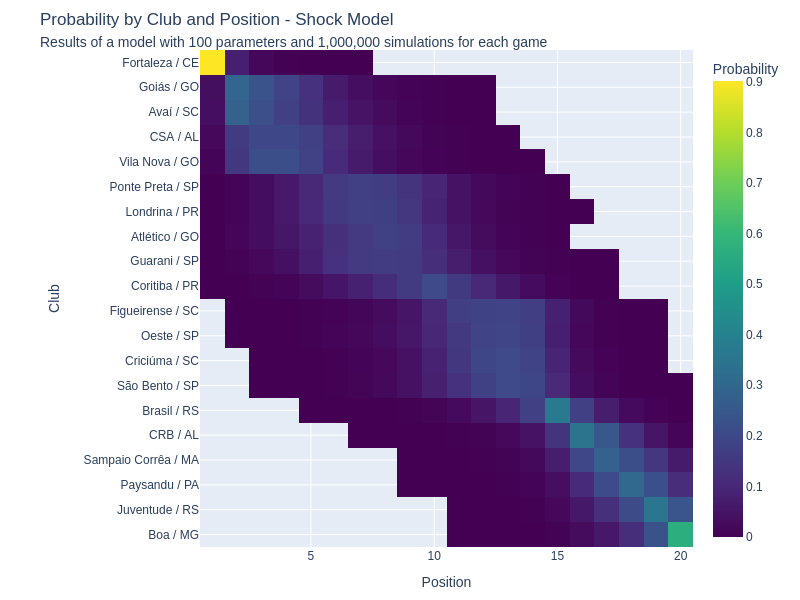 Probability by Club and Position - Shock Model
Results of a model with 100 parameters and 1,000,000 simulations for each game
Probability
Fortaleza / CE
Goiás / GO
Avaí / SC
CSA / AL
Vila Nova / GO
Ponte Preta / SP
Londrina / PR
Atlético / GO
Guarani / SP
Coritiba / PR
Figueirense / SC
Oeste / SP
Criciúma / SC
São Bento / SP
Brasil / RS
CRB / AL
Sampaio Corrêa / MA
Paysandu / PA
Juventude / RS
Boa / MG
Club
5
10
15
20
Position
0.9
0.8
0.7
0.6
0.5
0.4
0.3
0.2
0.1
0